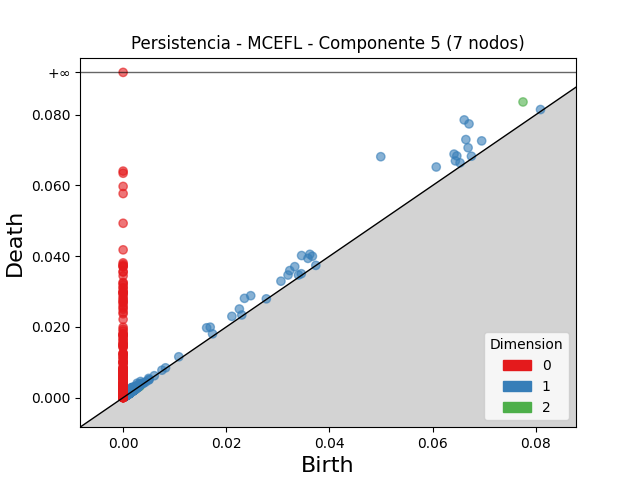 Persistencia - MCEFL - Componente 5 (7 nodos)
+∞
0.080
0.060
0.040
0.020
0.000
Death
0.00 0.02 0.04 0.06 0.08
Birth
Dimension
0
1
2